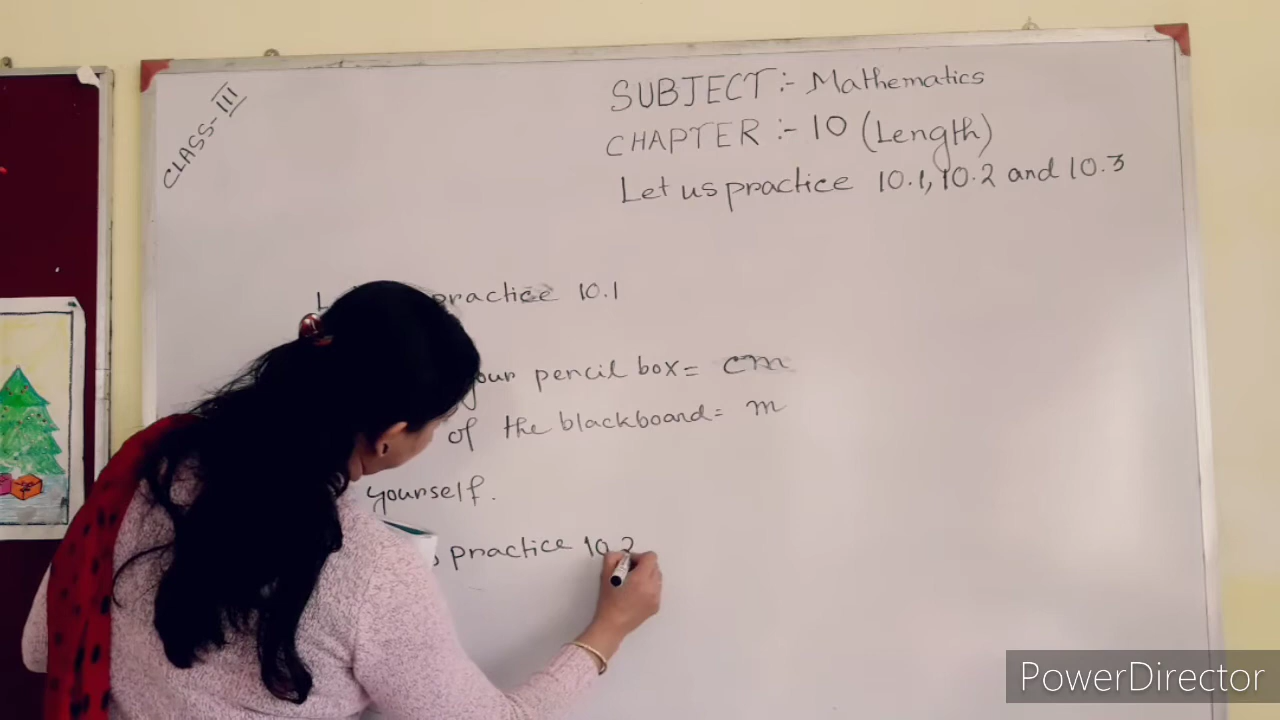 CLASS-III
SUBJECT:- Mathematics
CHAPTER:- 10 (Length)
Let us practice 10.1, 10.2 and 10.3
practice 10.1
your pencil box= cm
of the blackboard= m
yourself.
practice 10.2
PowerDirector